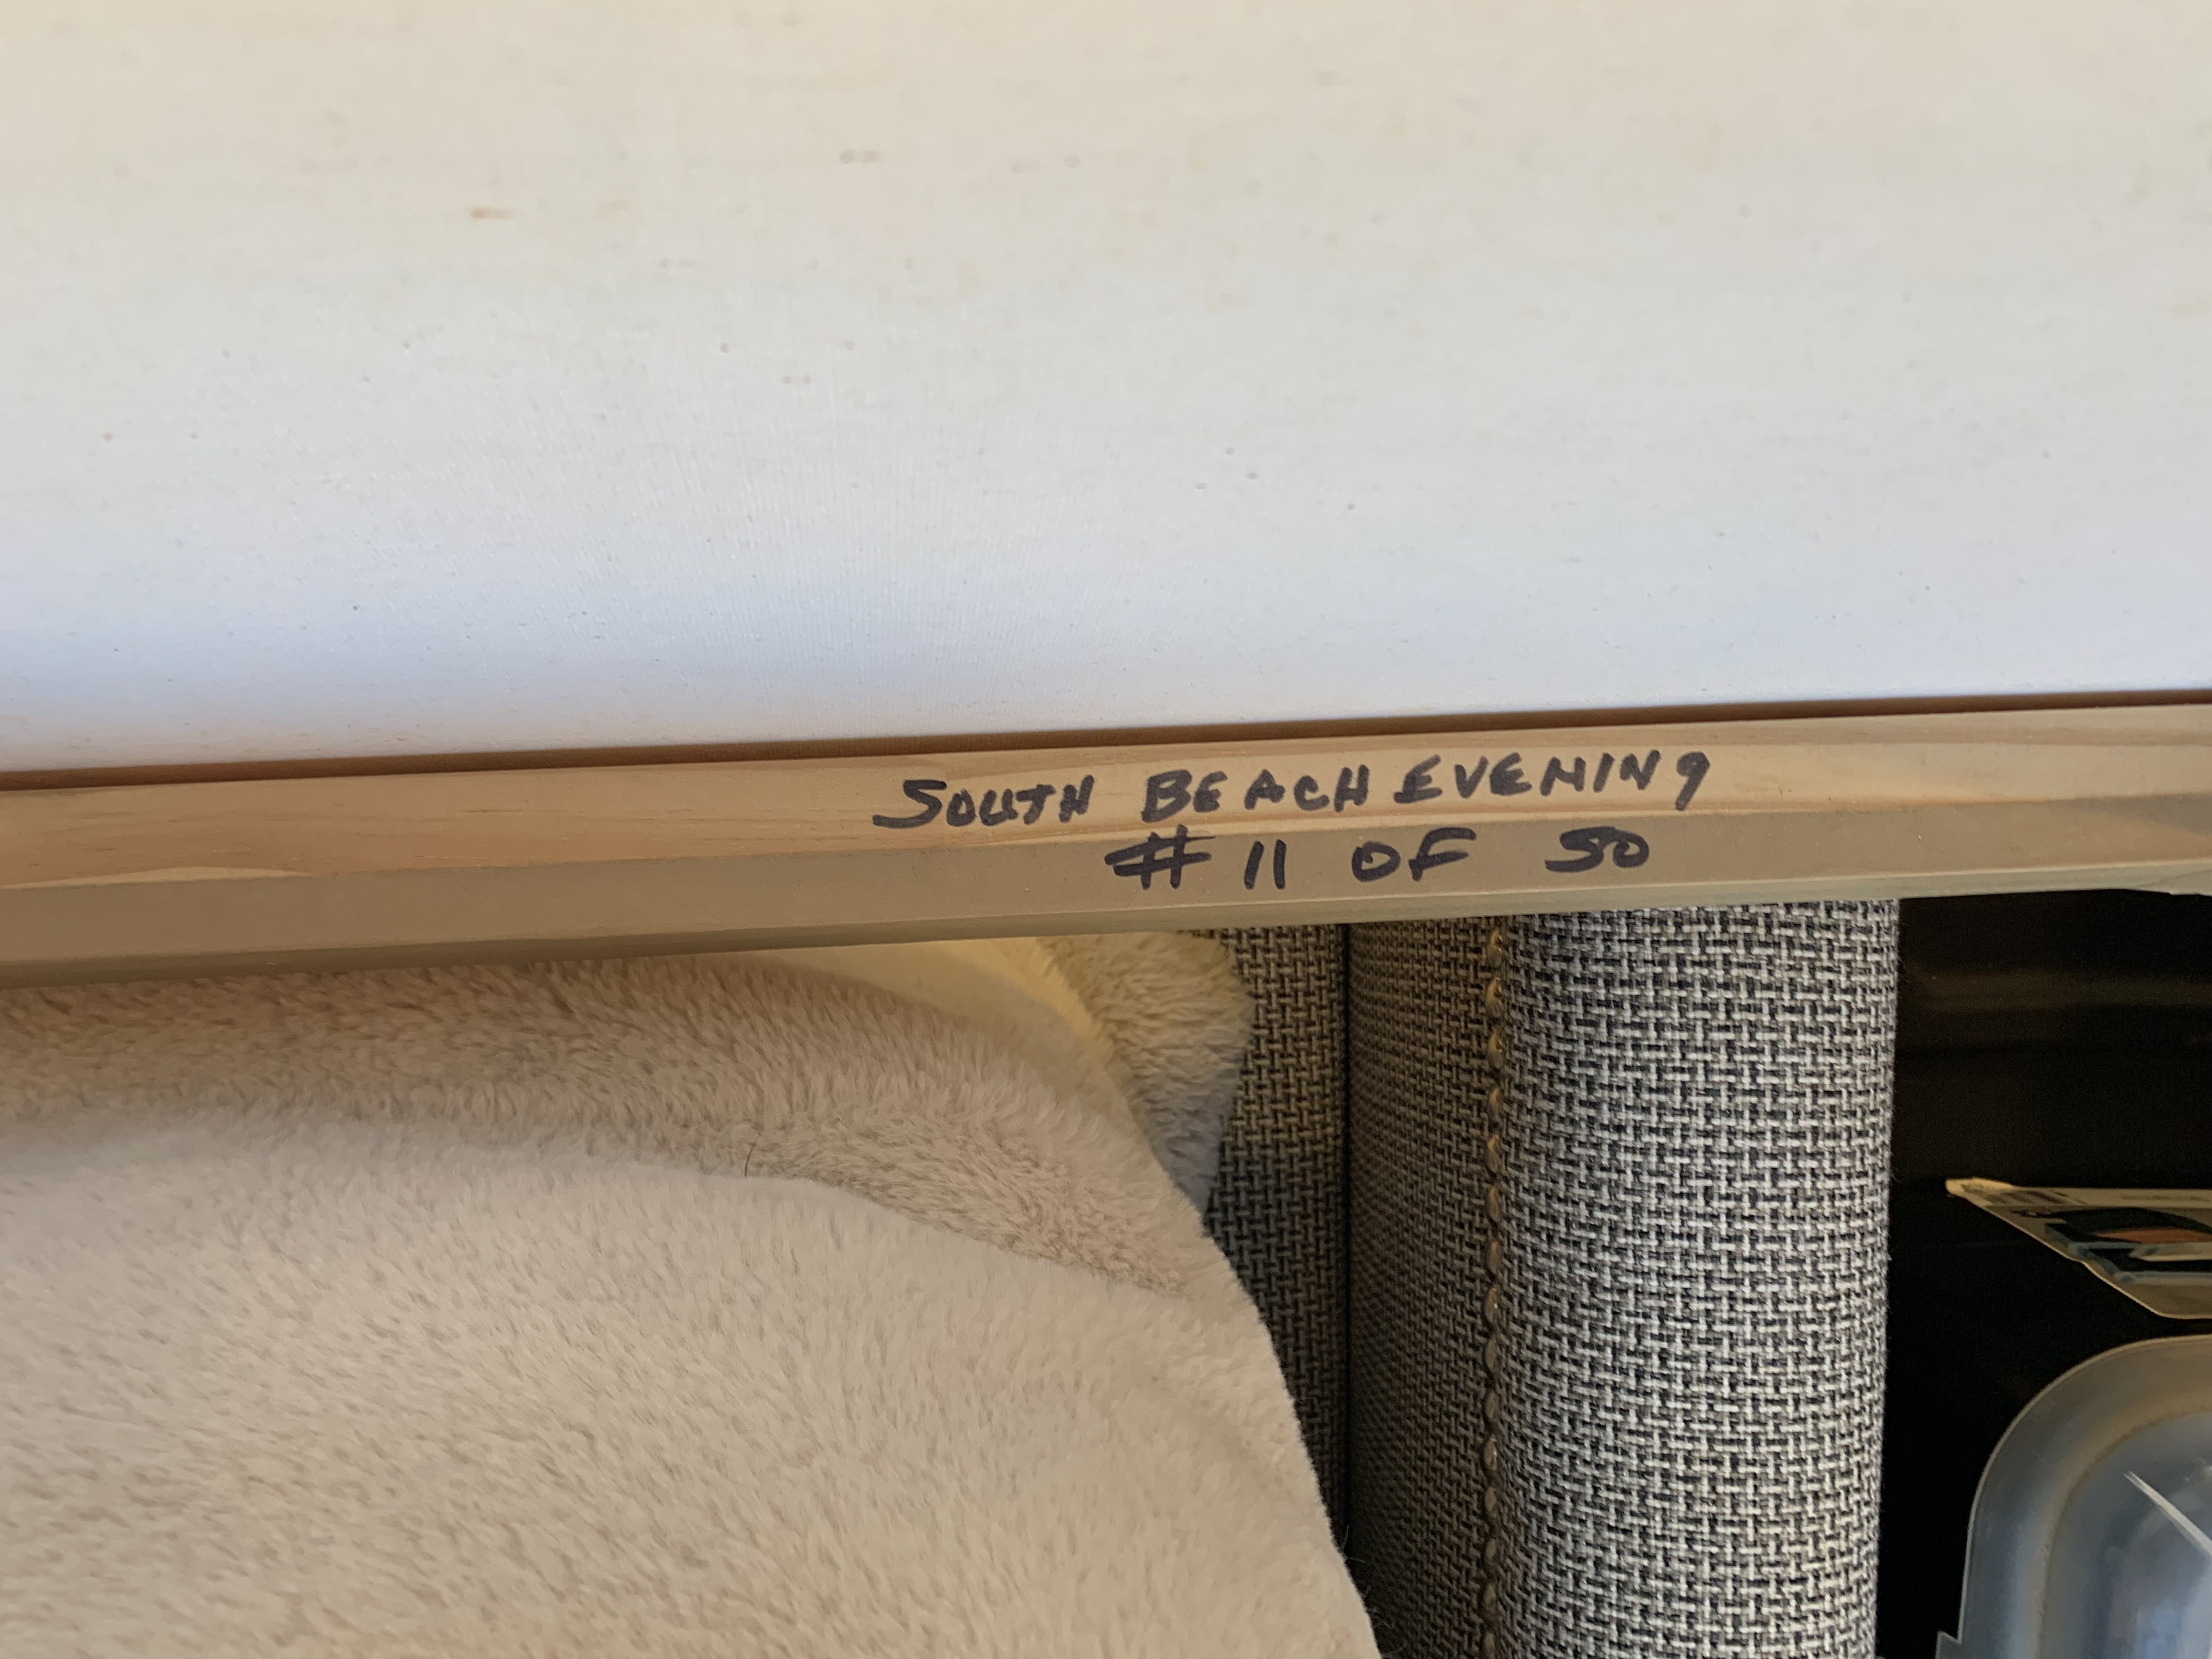 SOUTH BEACH EVENING
# 11 OF 50